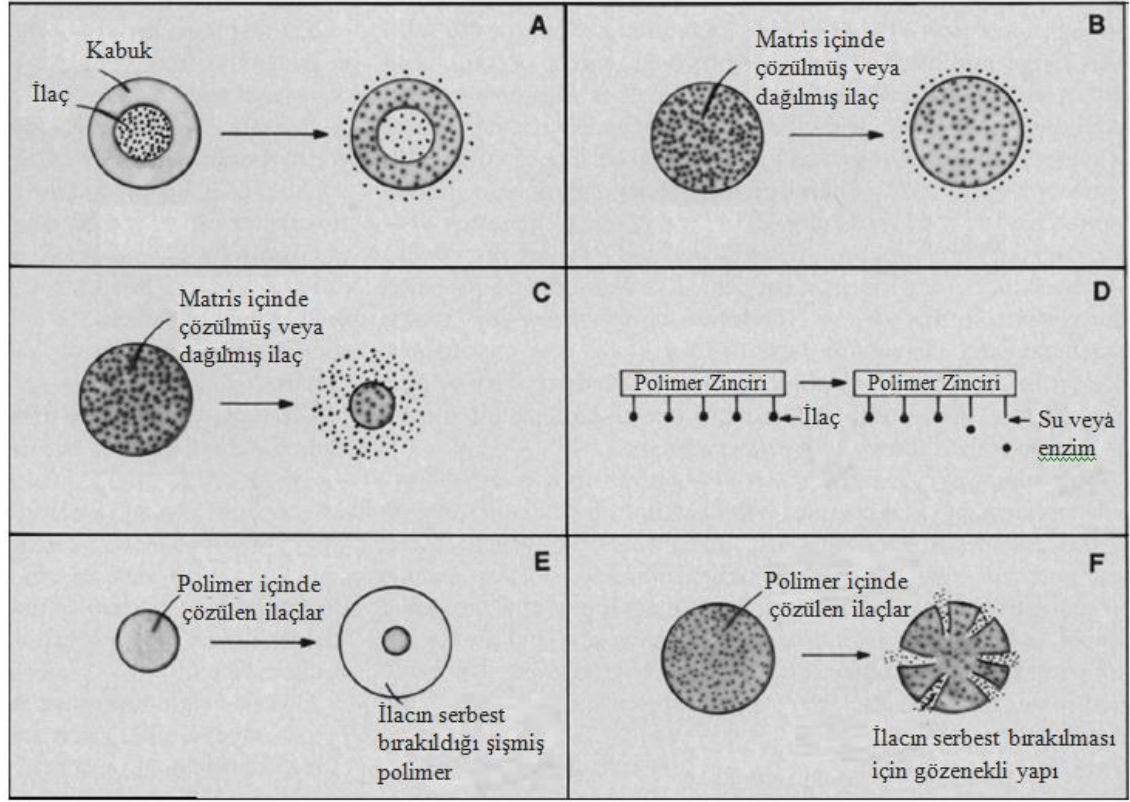 A
Kabuk
İlaç
B
Matris içinde
çözülmüş veya
dağılmış ilaç
C
Matris içinde
çözülmüş veya
dağılmış ilaç
D
Polimer Zinciri
Polimer Zinciri
İlaç
Su veya
enzim
E
Polimer içinde
çözülen ilaçlar
İlacın serbest
bırakıldığı şişmiş
polimer
F
Polimer içinde
çözülen ilaçlar
İlacın serbest bırakılması
için gözenekli yapı